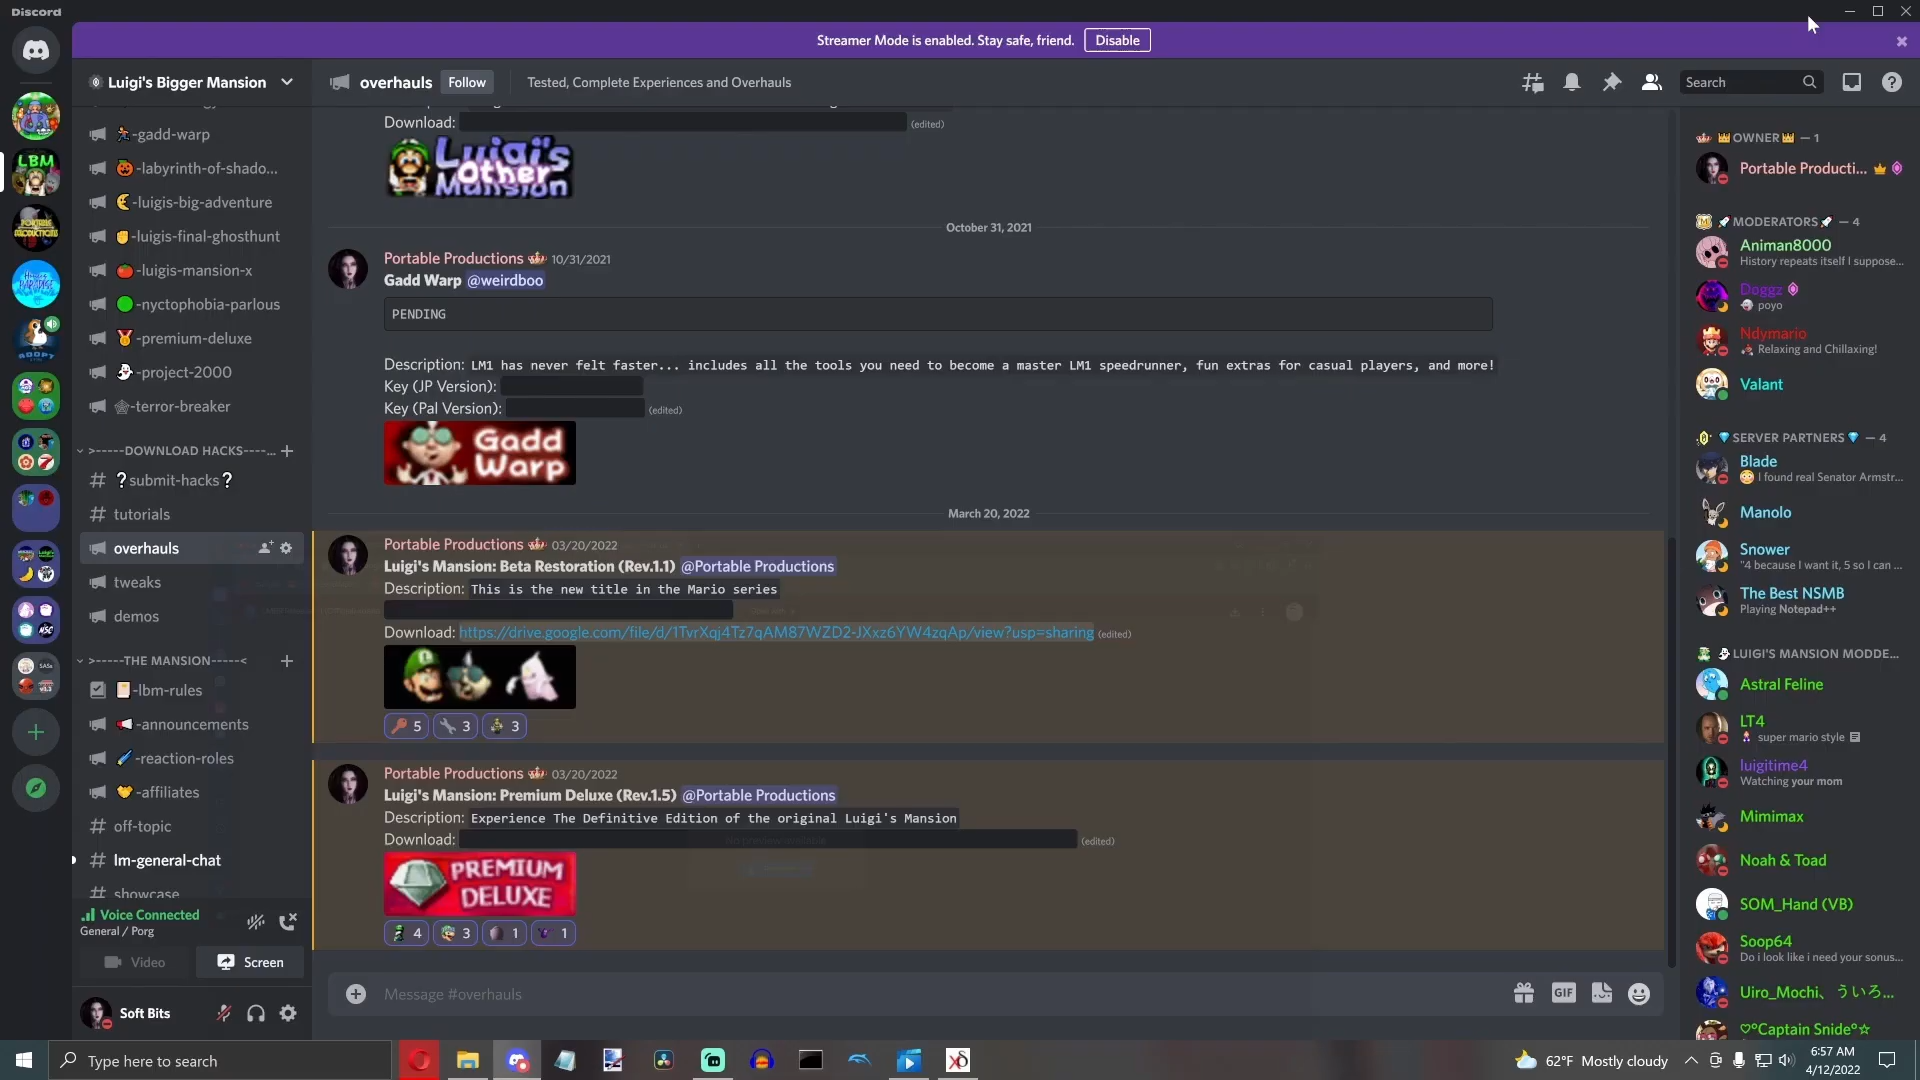 Discord
Streamer Mode is enabled. Stay safe, friend.
Disable
Luigi's Bigger Mansion
overhauls
Follow
Tested, Complete Experiences and Overhauls
Search
-gadd-warp
-labyrinth-of-shado...
-luigis-big-adventure
-luigis-final-ghosthunt
-luigis-mansion-x
-nyctophobia-parlous
-premium-deluxe
-project-2000
-terror-breaker
>-----DOWNLOAD HACKS----...
?submit-hacks?
tutorials
overhauls
tweaks
demos
>-----THE MANSION-----<
-lbm-rules
-announcements
-reaction-roles
-affiliates
off-topic
lm-general-chat
showcase
Voice Connected
General / Porg
Video
Screen
Soft Bits
Download:
(edited)
Luigi's
Other
Mansion
October 31, 2021
Portable Productions 10/31/2021
Gadd Warp @weirdboo
PENDING
Description: LM1 has never felt faster... includes all the tools you need to become a master LM1 speedrunner, fun extras for casual players, and more!
Key (JP Version):
Key (Pal Version): (edited)
Gadd
Warp
March 20, 2022
Portable Productions 03/20/2022
Luigi's Mansion: Beta Restoration (Rev.1.1) @Portable Productions
Description: This is the new title in the Mario series
Download: https://drive.google.com/file/d/1TvrXqj4Tz7qAM87WZD2-JXxz6YW4zqAp/view?usp=sharing (edited)
5 3 3
Portable Productions 03/20/2022
Luigi's Mansion: Premium Deluxe (Rev.1.5) @Portable Productions
Description: Experience The Definitive Edition of the original Luigi's Mansion
Download: (edited)
PREMIUM
DELUXE
4 3 1 1
Message #overhauls
GIF
OWNER — 1
Portable Producti...
MODERATORS — 4
Animan8000
History repeats itself I suppose...
Doggz
poyo
Ndymario
Relaxing and Chillaxing!
Valant
SERVER PARTNERS — 4
Blade
I found real Senator Armstr...
Manolo
Snower
"4 because I want it, 5 so I can ...
The Best NSMB
Playing Notepad++
LUIGI'S MANSION MODDE...
Astral Feline
LT4
super mario style
luigitime4
Watching your mom
Mimimax
Noah & Toad
SOM_Hand (VB)
Soop64
Do i look like i need your sonus...
Uiro_Mochi、ういろ...
♡°Captain Snide°☆
Type here to search
62°F Mostly cloudy
6:57 AM
4/12/2022